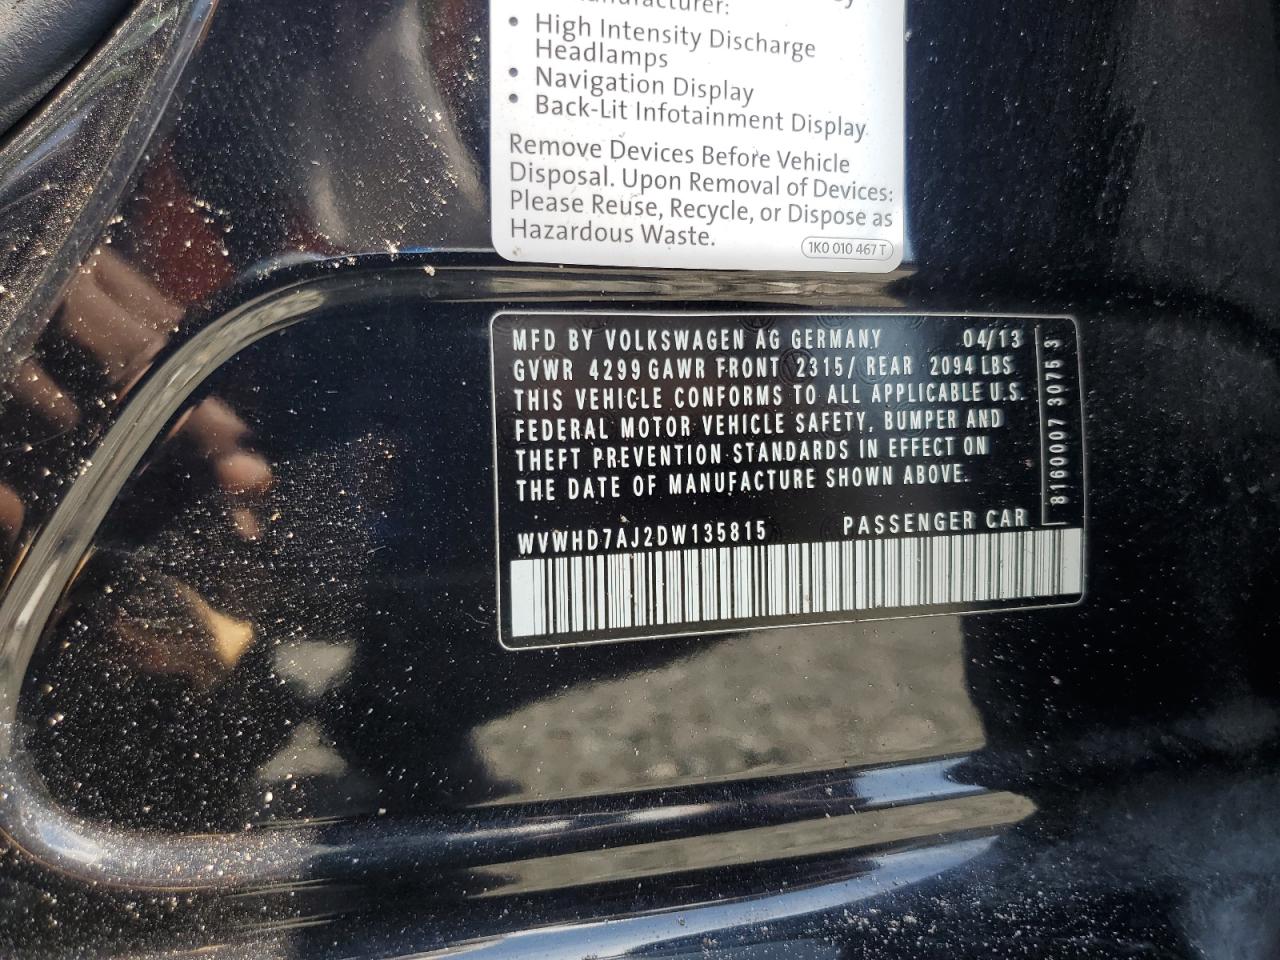 Manufacturer:
• High Intensity Discharge
Headlamps
• Navigation Display
• Back-Lit Infotainment Display
Remove Devices Before Vehicle
Disposal. Upon Removal of Devices:
Please Reuse, Recycle, or Dispose as
Hazardous Waste.
1K0 010 467 T
MFD BY VOLKSWAGEN AG GERMANY 04/13
GVWR 4299 GAWR FRONT 2315/ REAR 2094 LBS
THIS VEHICLE CONFORMS TO ALL APPLICABLE U.S.
FEDERAL MOTOR VEHICLE SAFETY, BUMPER AND
THEFT PREVENTION STANDARDS IN EFFECT ON
THE DATE OF MANUFACTURE SHOWN ABOVE.
WVWHD7AJ2DW135815 PASSENGER CAR
8160007 3075 3